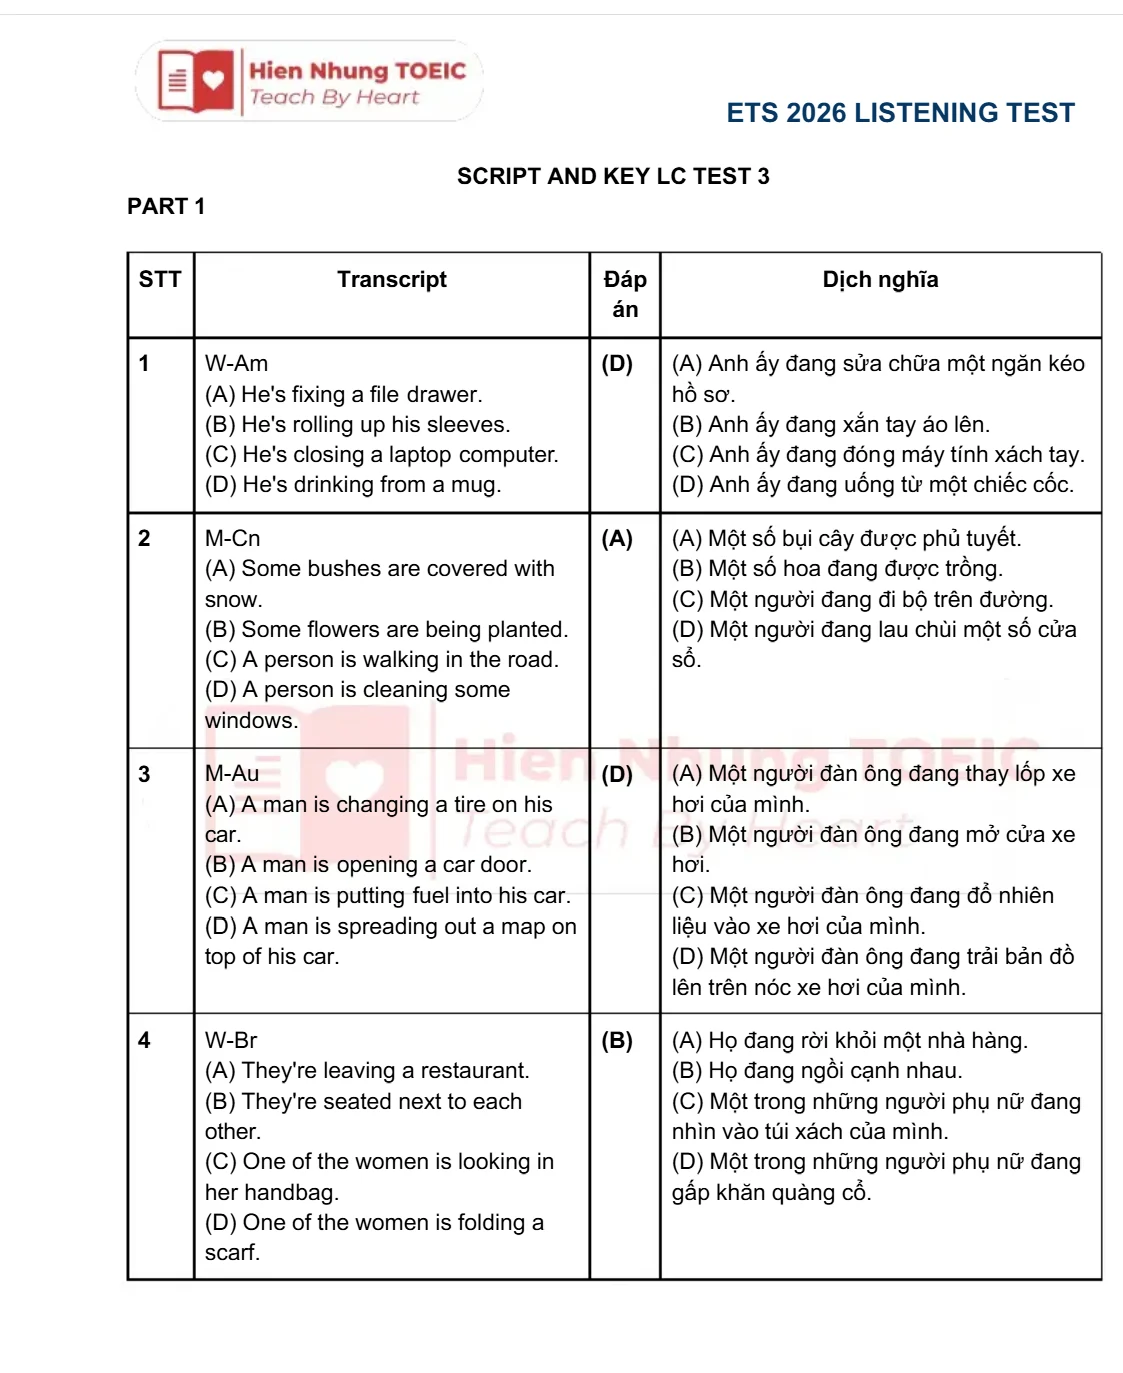 Hien Nhung TOEIC
Teach By Heart
ETS 2026 LISTENING TEST
SCRIPT AND KEY LC TEST 3
PART 1
STT
Transcript
Đáp
án
Dịch nghĩa
1
W-Am
(A) He's fixing a file drawer.
(B) He's rolling up his sleeves.
(C) He's closing a laptop computer.
(D) He's drinking from a mug.
(D)
(A) Anh ấy đang sửa chữa một ngăn kéo
hồ sơ.
(B) Anh ấy đang xắn tay áo lên.
(C) Anh ấy đang đóng máy tính xách tay.
(D) Anh ấy đang uống từ một chiếc cốc.
2
M-Cn
(A) Some bushes are covered with
snow.
(B) Some flowers are being planted.
(C) A person is walking in the road.
(D) A person is cleaning some
windows.
(A)
(A) Một số bụi cây được phủ tuyết.
(B) Một số hoa đang được trồng.
(C) Một người đang đi bộ trên đường.
(D) Một người đang lau chùi một số cửa
sổ.
Hien Nhung TOEIC
Teach By Heart
3
M-Au
(A) A man is changing a tire on his
car.
(B) A man is opening a car door.
(C) A man is putting fuel into his car.
(D) A man is spreading out a map on
top of his car.
(D)
(A) Một người đàn ông đang thay lốp xe
hơi của mình.
(B) Một người đàn ông đang mở cửa xe
hơi.
(C) Một người đàn ông đang đổ nhiên
liệu vào xe hơi của mình.
(D) Một người đàn ông đang trải bản đồ
lên trên nóc xe hơi của mình.
4
W-Br
(A) They're leaving a restaurant.
(B) They're seated next to each
other.
(C) One of the women is looking in
her handbag.
(D) One of the women is folding a
scarf.
(B)
(A) Họ đang rời khỏi một nhà hàng.
(B) Họ đang ngồi cạnh nhau.
(C) Một trong những người phụ nữ đang
nhìn vào túi xách của mình.
(D) Một trong những người phụ nữ đang
gấp khăn quàng cổ.